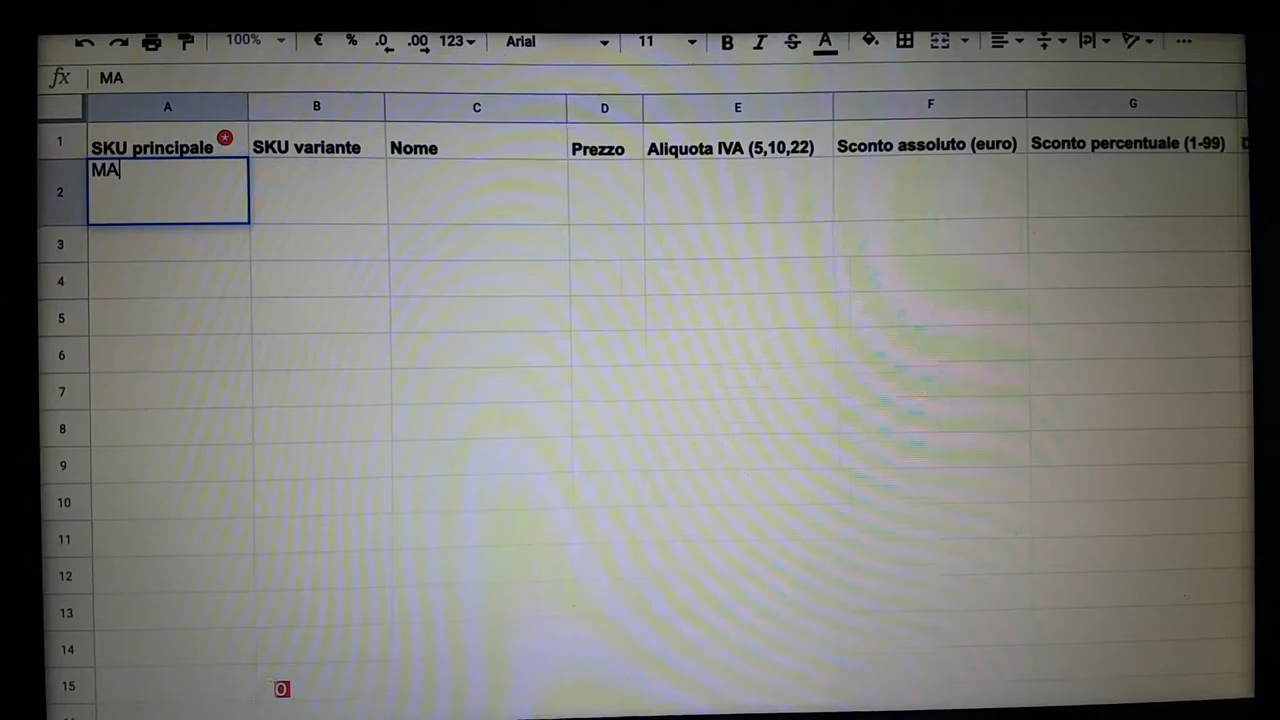 100% € % .0 .00 123 Arial 11 B I S A ...
fx MA
A B C D E F G
1 SKU principale SKU variante Nome Prezzo Aliquota IVA (5,10,22) Sconto assoluto (euro) Sconto percentuale (1-99)
2 MA
3
4
5
6
7
8
9
10
11
12
13
14
15